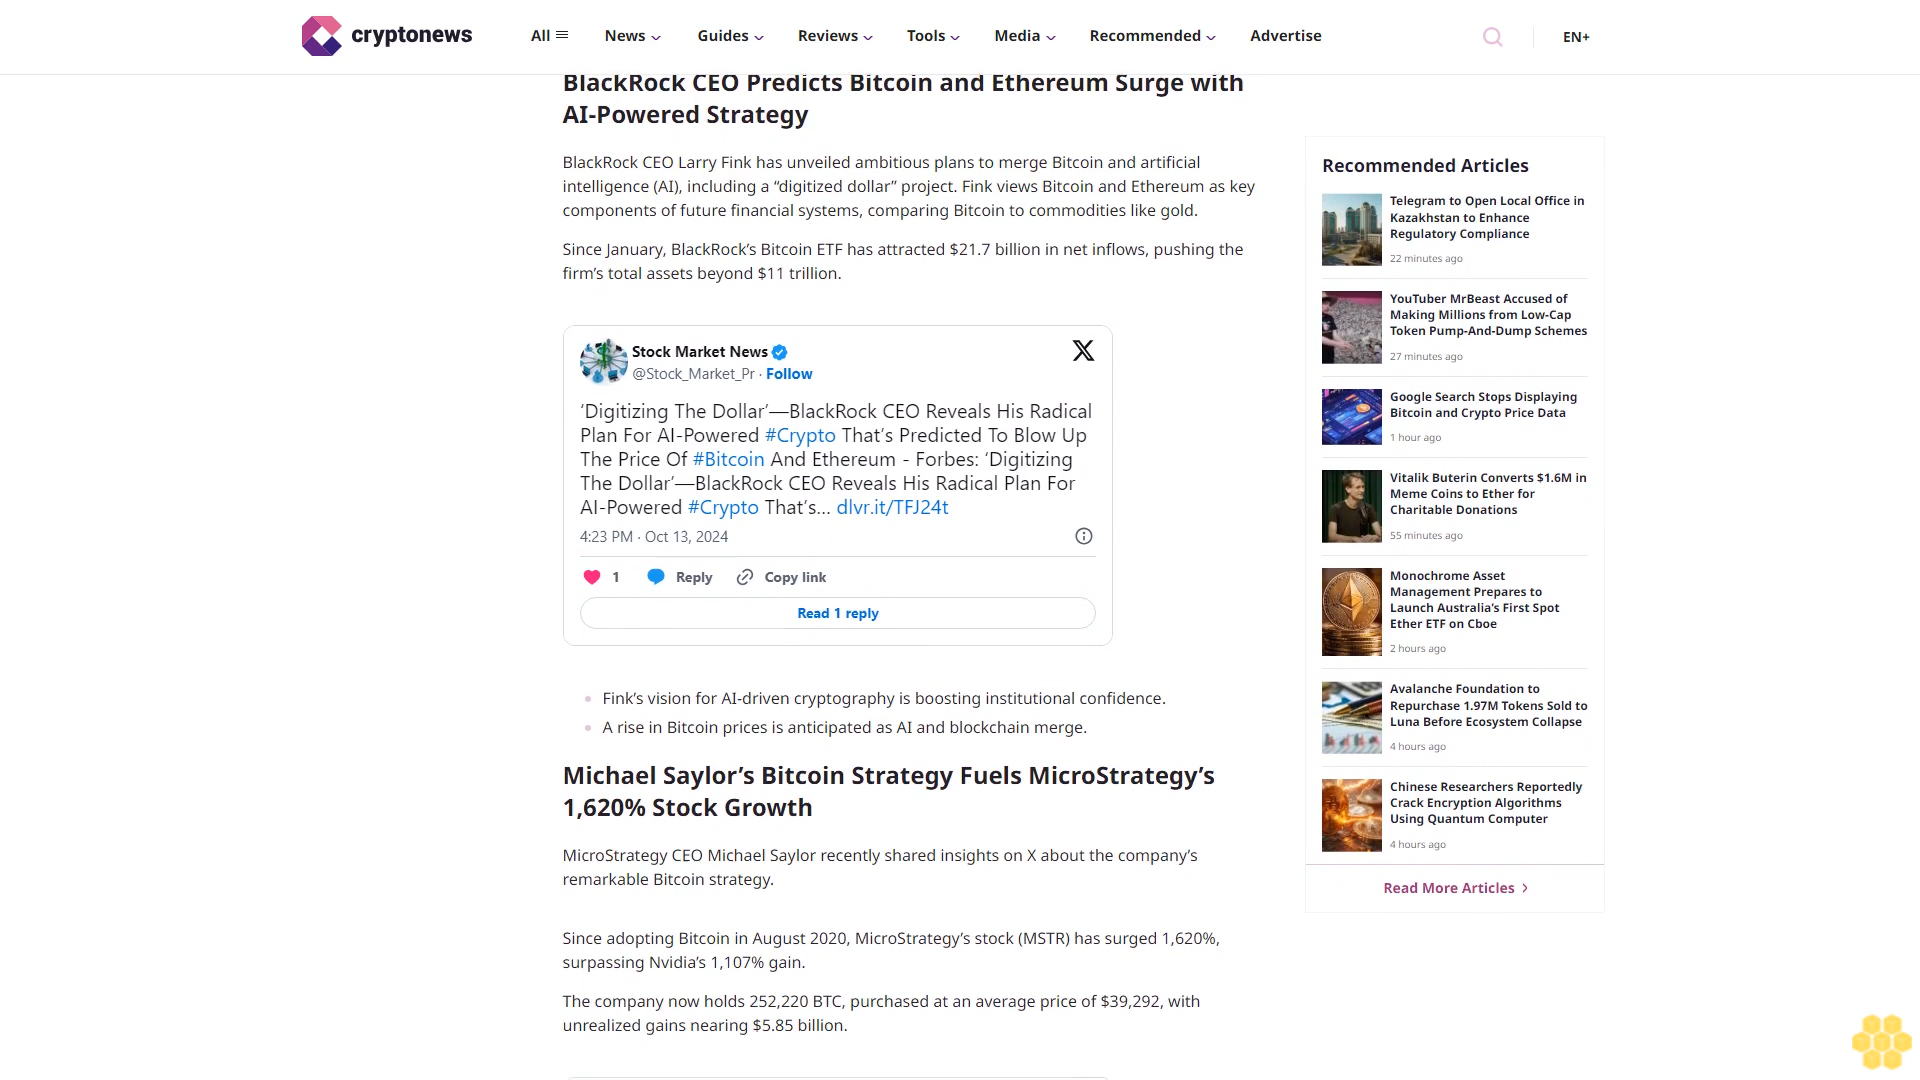 cryptonews
All
News
Guides
Reviews
Tools
Media
Recommended
Advertise
EN+
BlackRock CEO Predicts Bitcoin and Ethereum Surge with
AI-Powered Strategy
BlackRock CEO Larry Fink has unveiled ambitious plans to merge Bitcoin and artificial
intelligence (AI), including a “digitized dollar” project. Fink views Bitcoin and Ethereum as key
components of future financial systems, comparing Bitcoin to commodities like gold.
Since January, BlackRock’s Bitcoin ETF has attracted $21.7 billion in net inflows, pushing the
firm’s total assets beyond $11 trillion.
Stock Market News
@Stock_Market_Pr · Follow
‘Digitizing The Dollar’—BlackRock CEO Reveals His Radical
Plan For AI-Powered #Crypto That’s Predicted To Blow Up
The Price Of #Bitcoin And Ethereum - Forbes: ‘Digitizing
The Dollar’—BlackRock CEO Reveals His Radical Plan For
AI-Powered #Crypto That’s... dlvr.it/TFJ24t
4:23 PM · Oct 13, 2024
1
Reply
Copy link
Read 1 reply
Fink’s vision for AI-driven cryptography is boosting institutional confidence.
A rise in Bitcoin prices is anticipated as AI and blockchain merge.
Michael Saylor’s Bitcoin Strategy Fuels MicroStrategy’s
1,620% Stock Growth
MicroStrategy CEO Michael Saylor recently shared insights on X about the company’s
remarkable Bitcoin strategy.
Since adopting Bitcoin in August 2020, MicroStrategy’s stock (MSTR) has surged 1,620%,
surpassing Nvidia’s 1,107% gain.
The company now holds 252,220 BTC, purchased at an average price of $39,292, with
unrealized gains nearing $5.85 billion.
Recommended Articles
Telegram to Open Local Office in
Kazakhstan to Enhance
Regulatory Compliance
22 minutes ago
YouTuber MrBeast Accused of
Making Millions from Low-Cap
Token Pump-And-Dump Schemes
27 minutes ago
Google Search Stops Displaying
Bitcoin and Crypto Price Data
1 hour ago
Vitalik Buterin Converts $1.6M in
Meme Coins to Ether for
Charitable Donations
55 minutes ago
Monochrome Asset
Management Prepares to
Launch Australia’s First Spot
Ether ETF on Cboe
2 hours ago
Avalanche Foundation to
Repurchase 1.97M Tokens Sold to
Luna Before Ecosystem Collapse
4 hours ago
Chinese Researchers Reportedly
Crack Encryption Algorithms
Using Quantum Computer
4 hours ago
Read More Articles